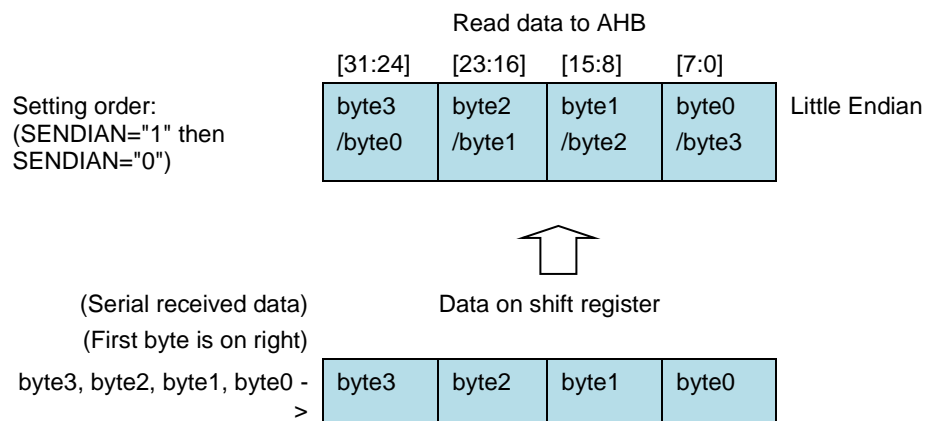 Read data to AHB
[31:24] [23:16] [15:8] [7:0]
Setting order:
(SENDIAN="1" then
SENDIAN="0")
byte3 byte2 byte1 byte0
/byte0 /byte1 /byte2 /byte3
Little Endian
(Serial received data)
Data on shift register
(First byte is on right)
byte3, byte2, byte1, byte0 -
>
byte3 byte2 byte1 byte0